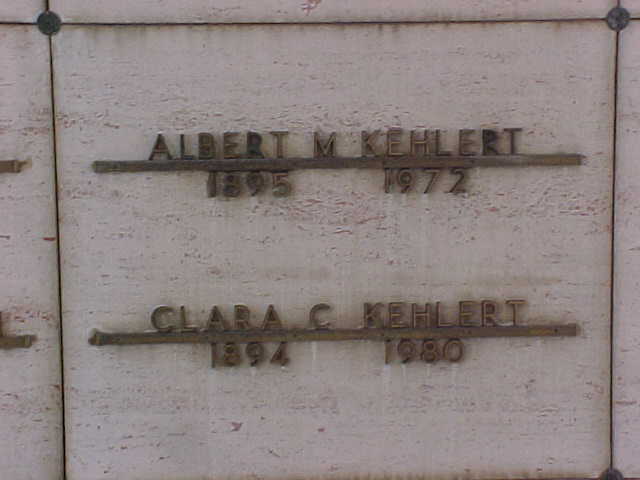 ALBERT M KEHLERT
1895 1972
CLARA C KEHLERT
1894 1980